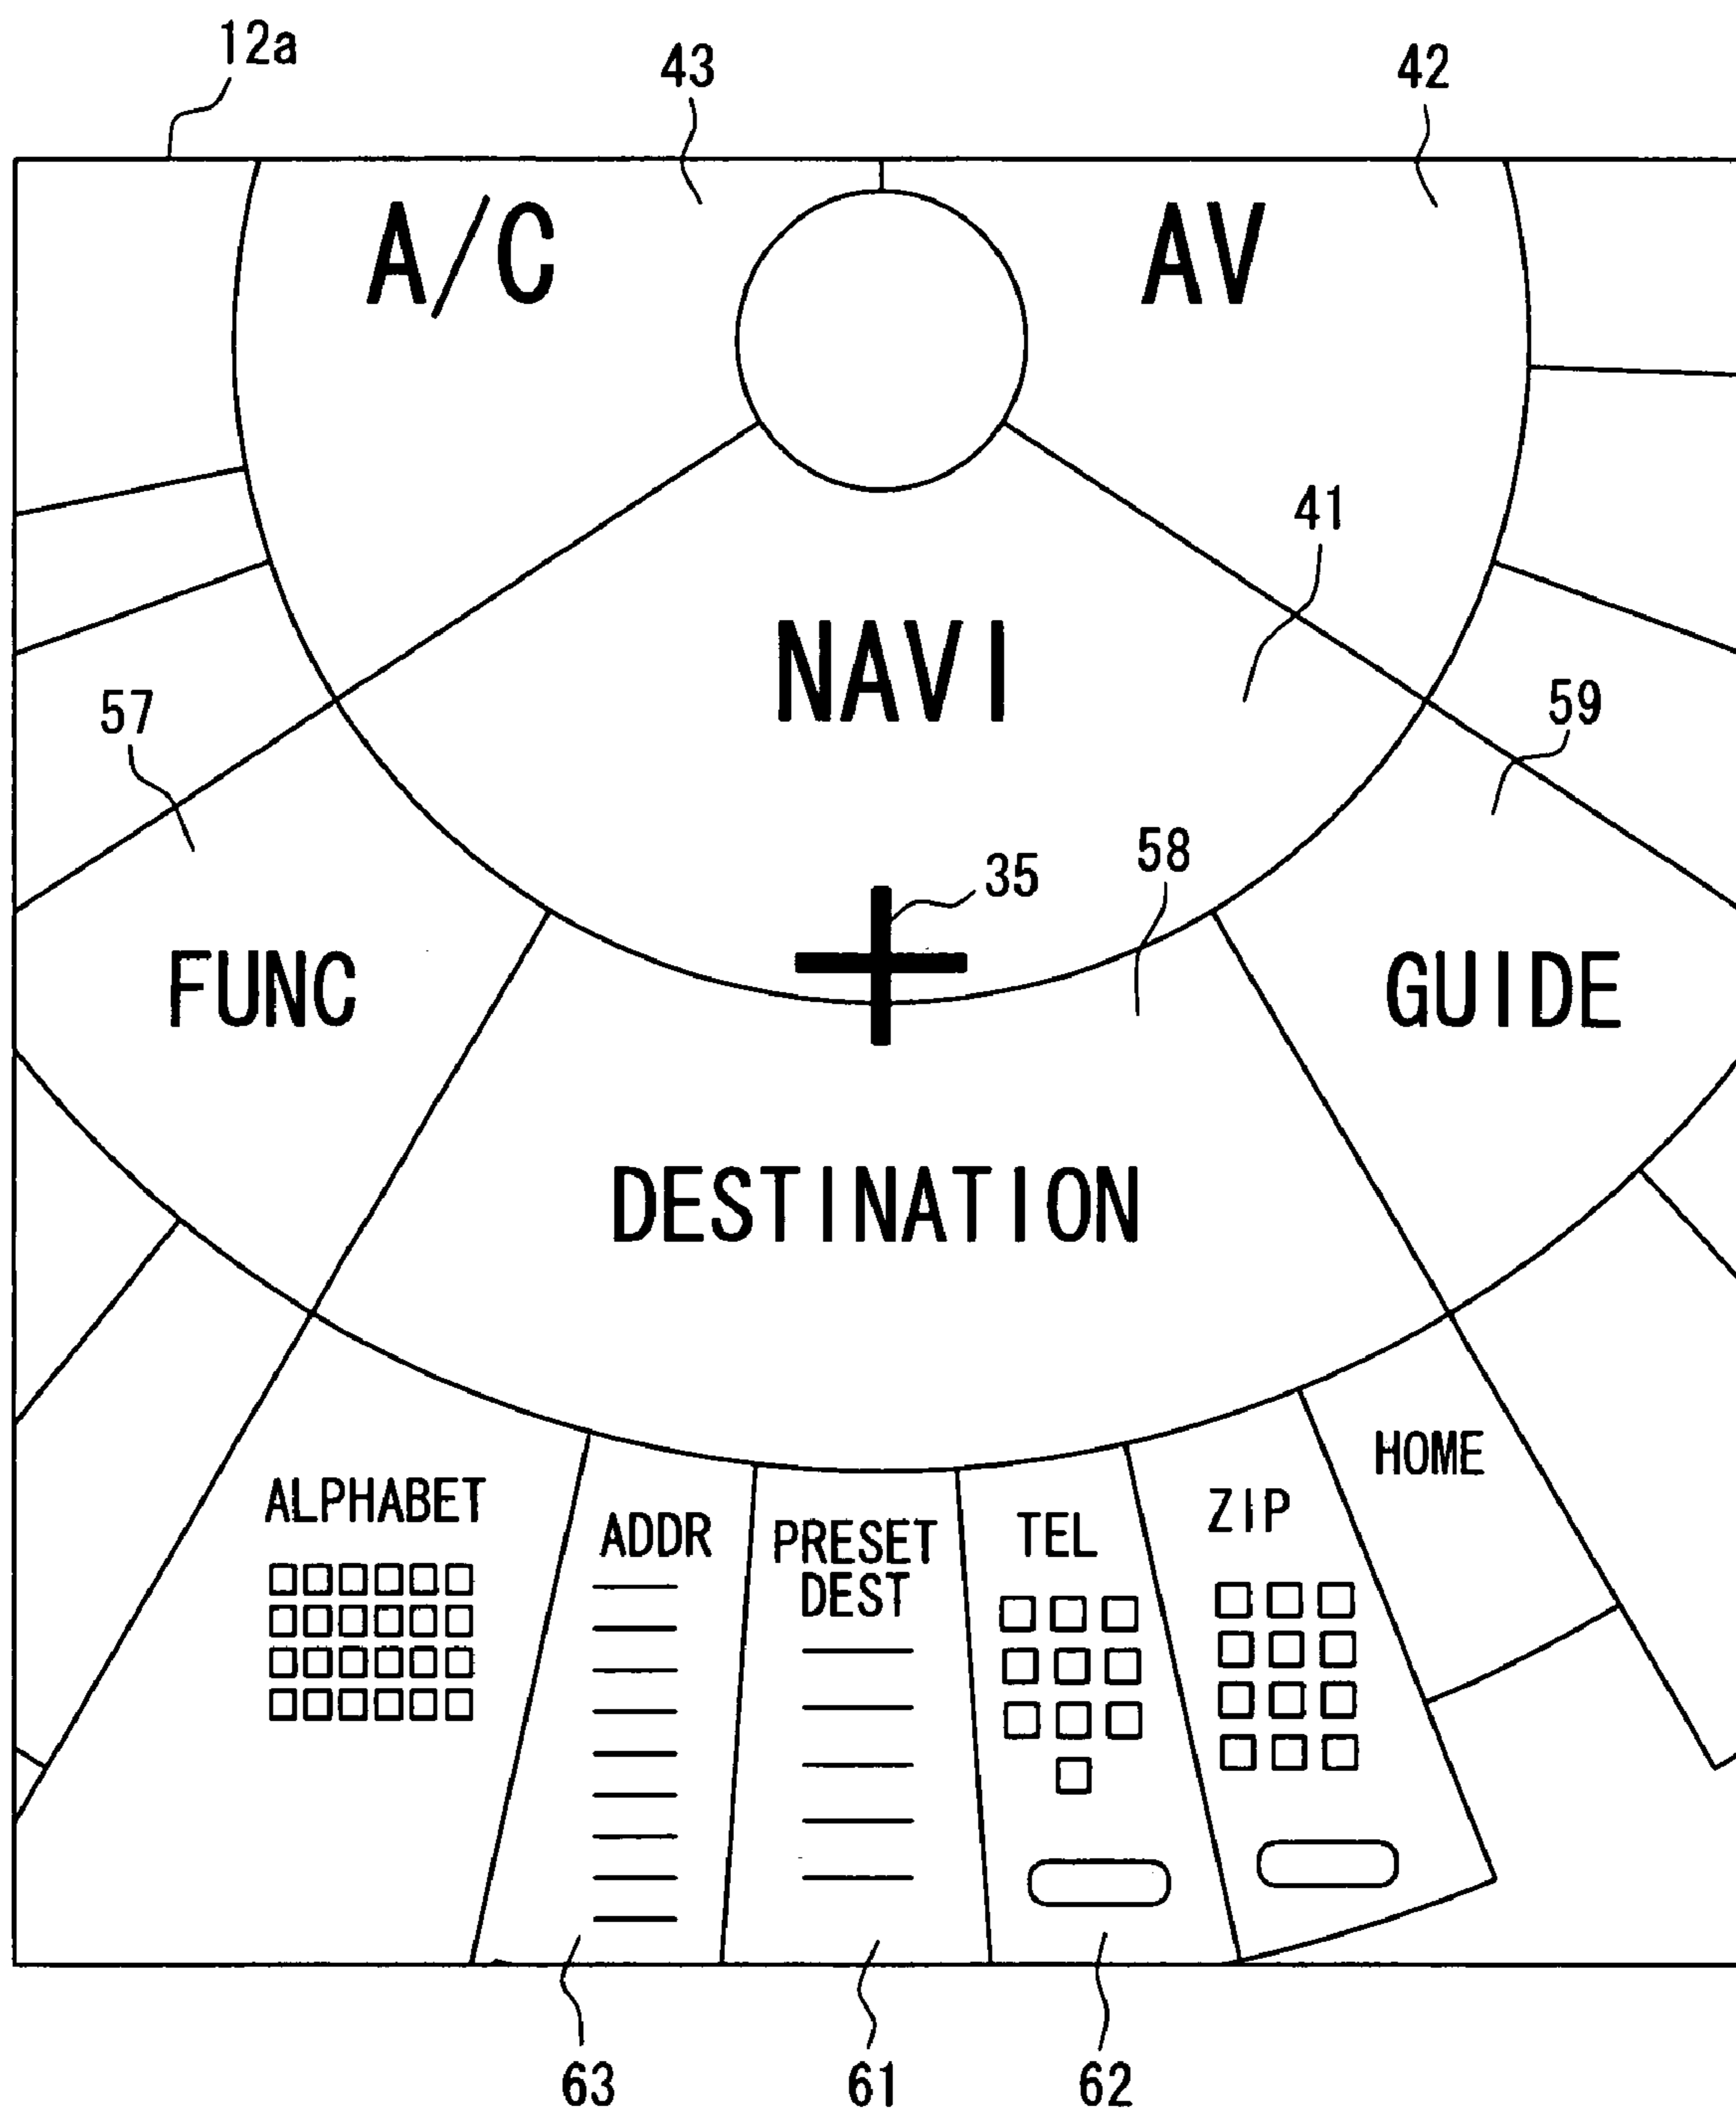 12a
43
42
A/C
AV
41
NAVI
57
59
35
58
FUNC
GUIDE
DESTINATION
HOME
ALPHABET
ADDR
PRESET
DEST
TEL
ZIP
63
61
62